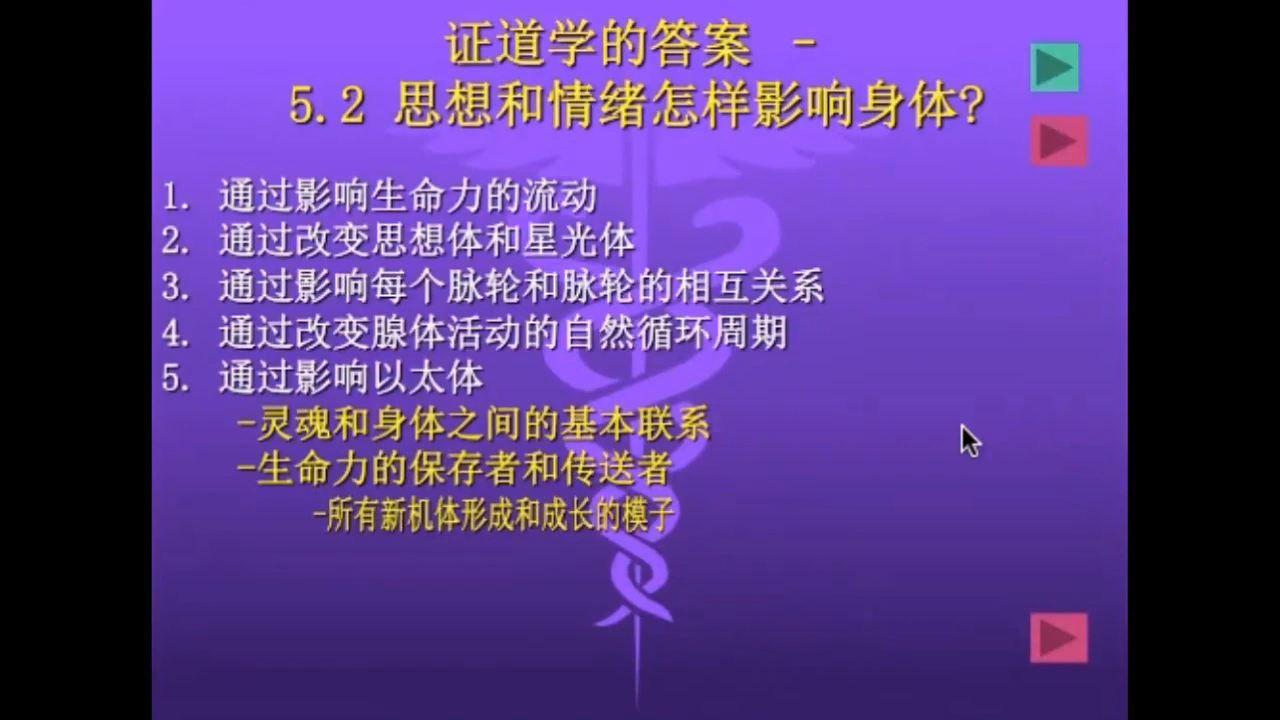 证道学的答案 -
5.2 思想和情绪怎样影响身体?
1. 通过影响生命力的流动
2. 通过改变思想体和星光体
3. 通过影响每个脉轮和脉轮的相互关系
4. 通过改变腺体活动的自然循环周期
5. 通过影响以太体
-灵魂和身体之间的基本联系
-生命力的保存者和传送者
-所有新机体形成和成长的模子